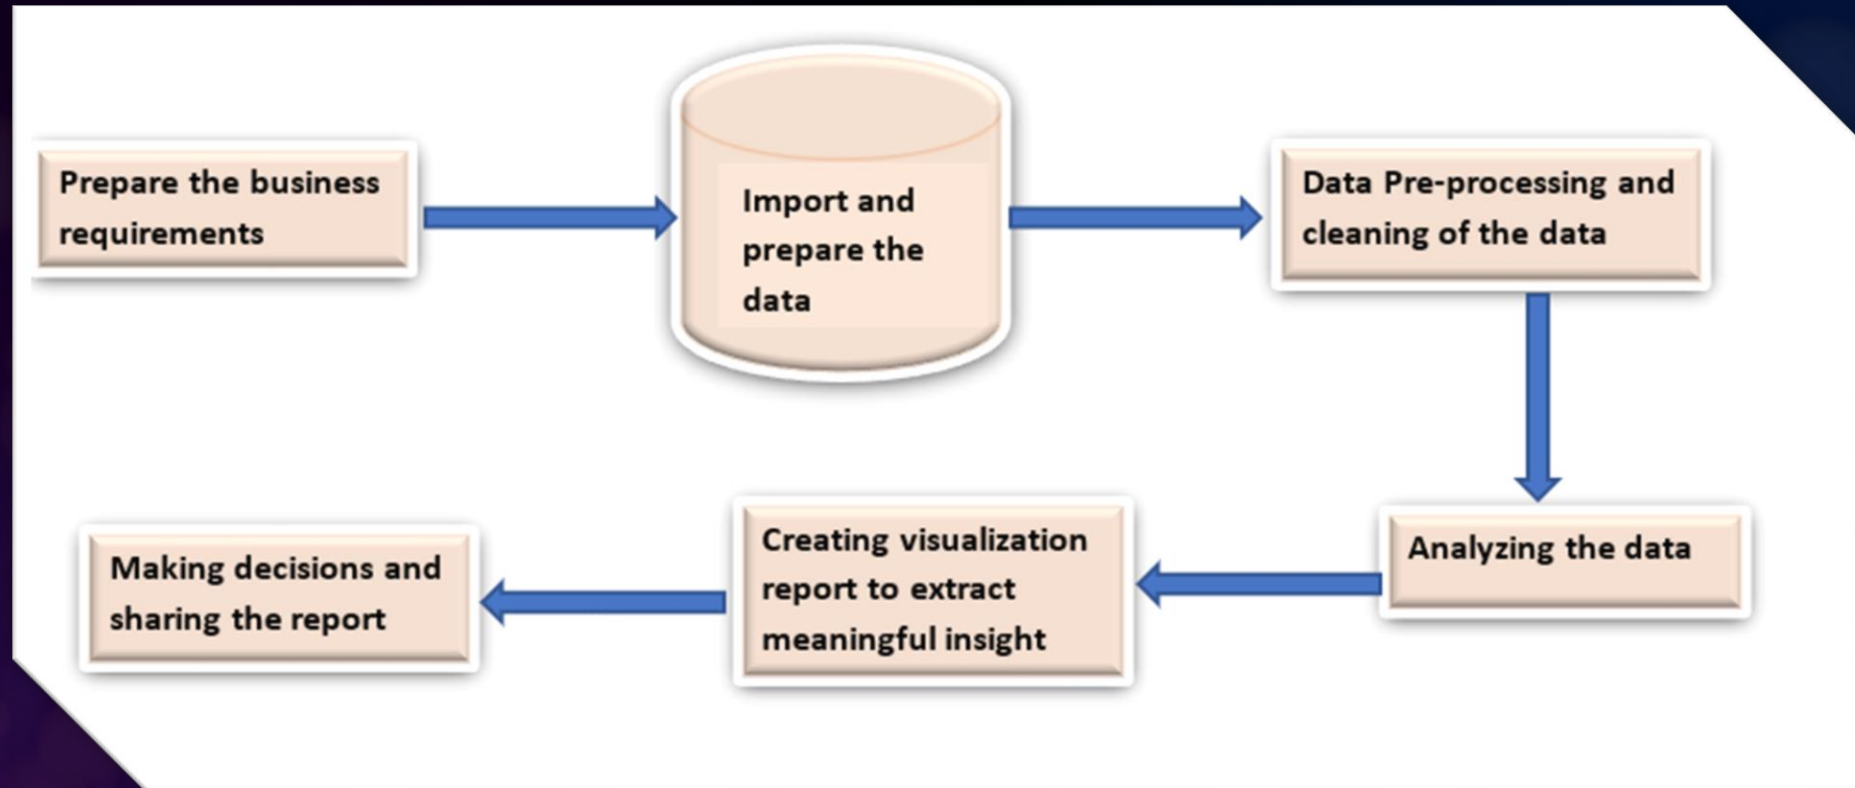 Prepare the business
requirements
Import and
prepare the
data
Data Pre-processing and
cleaning of the data
Analyzing the data
Creating visualization
report to extract
meaningful insight
Making decisions and
sharing the report